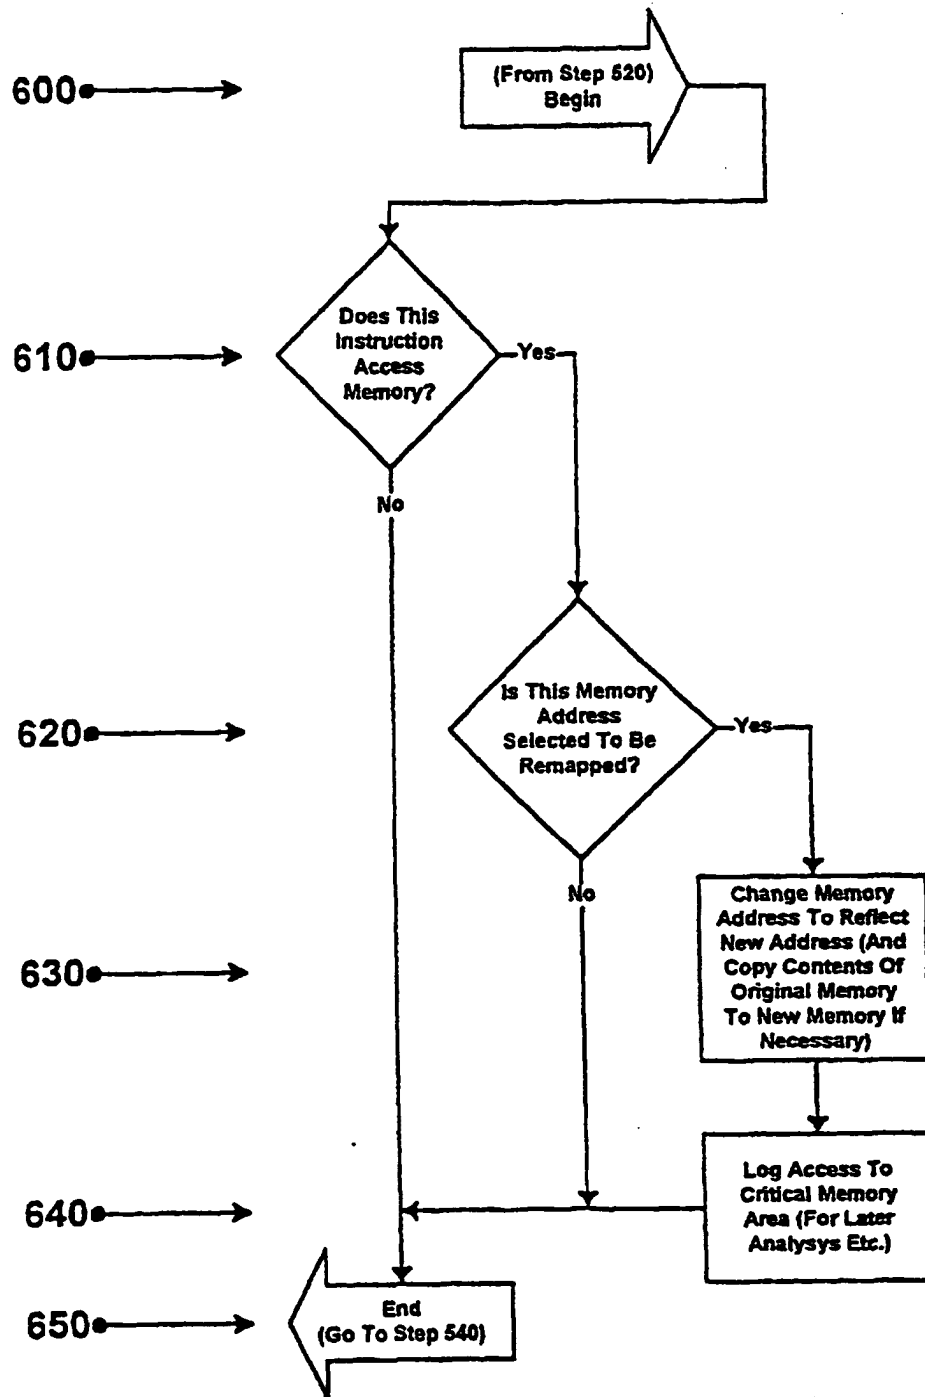 600
(From Step 520)
Begin
610
Does This
Instruction
Access
Memory?
Yes
No
620
Is This Memory
Address
Selected To Be
Remapped?
Yes
No
630
Change Memory
Address To Reflect
New Address (And
Copy Contents Of
Original Memory
To New Memory If
Necessary)
640
Log Access To
Critical Memory
Area (For Later
Analysys Etc.)
650
End
(Go To Step 540)